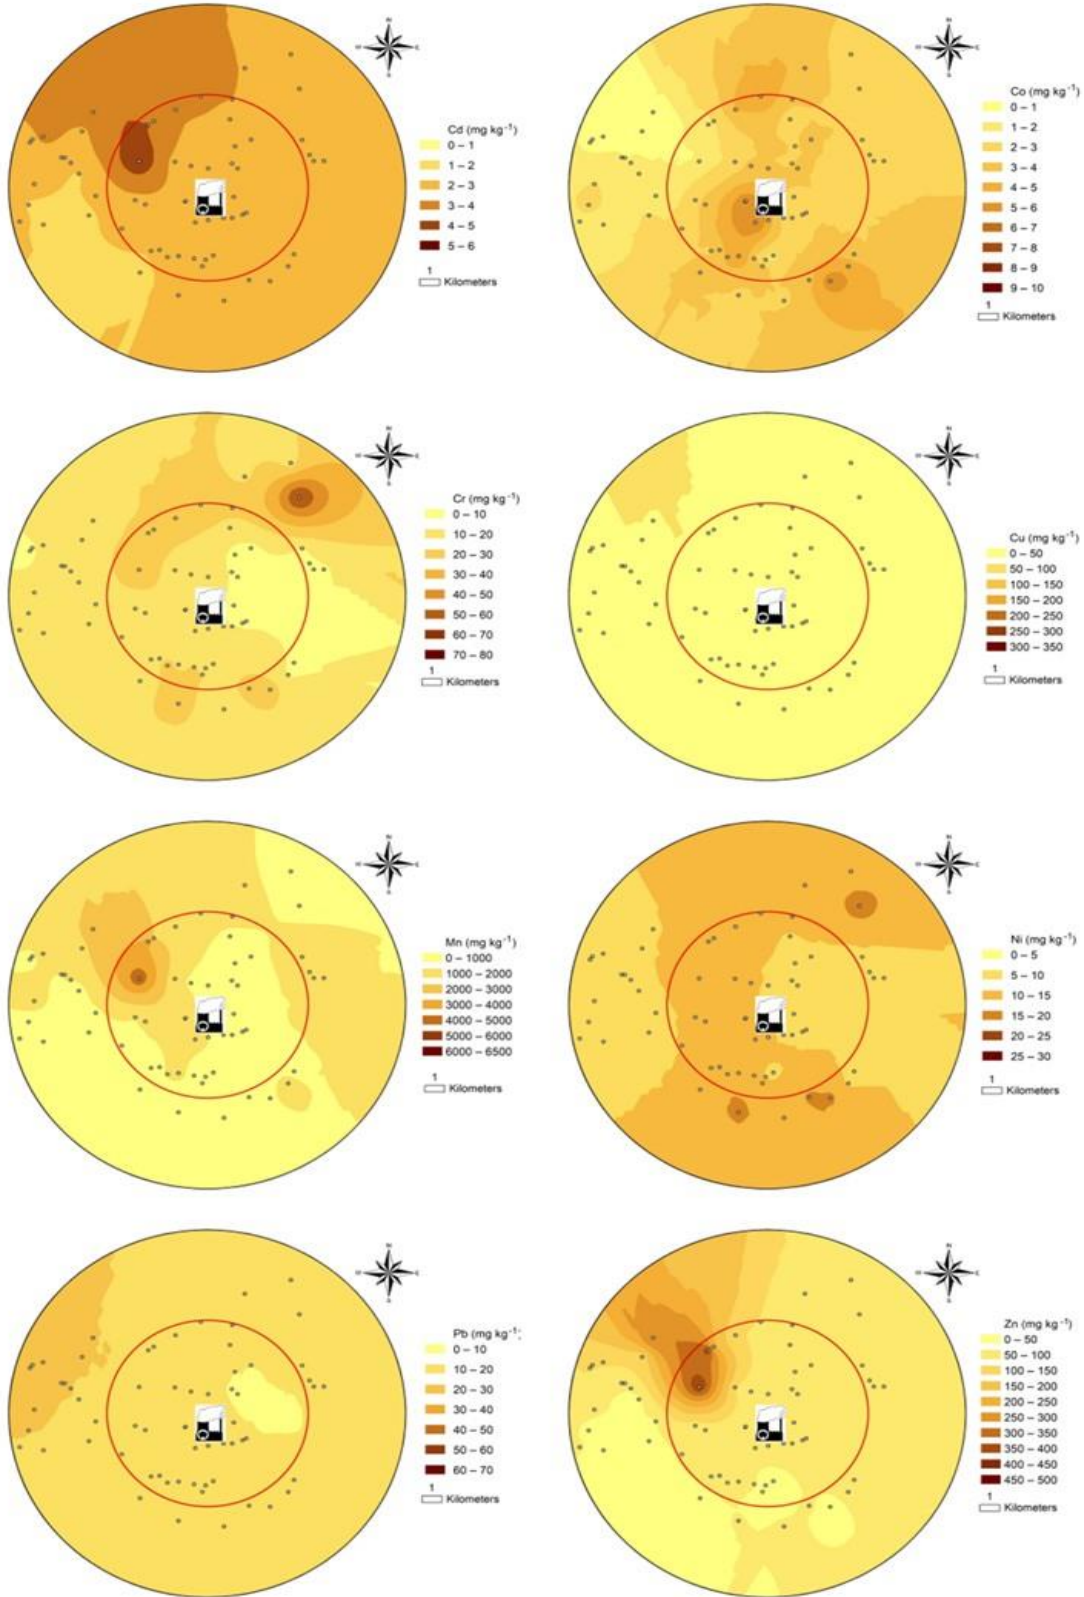 Cd (mg kg⁻¹)
0 – 1
1 – 2
2 – 3
3 – 4
4 – 5
5 – 6
1
Kilometers
Co (mg kg⁻¹)
0 – 1
1 – 2
2 – 3
3 – 4
4 – 5
5 – 6
6 – 7
7 – 8
8 – 9
9 – 10
1
Kilometers
Cr (mg kg⁻¹)
0 – 10
10 – 20
20 – 30
30 – 40
40 – 50
50 – 60
60 – 70
70 – 80
1
Kilometers
Cu (mg kg⁻¹)
0 – 50
50 – 100
100 – 150
150 – 200
200 – 250
250 – 300
300 – 350
1
Kilometers
Mn (mg kg⁻¹)
0 – 1000
1000 – 2000
2000 – 3000
3000 – 4000
4000 – 5000
5000 – 6000
6000 – 6500
1
Kilometers
Ni (mg kg⁻¹)
0 – 5
5 – 10
10 – 15
15 – 20
20 – 25
25 – 30
1
Kilometers
Pb (mg kg⁻¹)
0 – 10
10 – 20
20 – 30
30 – 40
40 – 50
50 – 60
60 – 70
1
Kilometers
Zn (mg kg⁻¹)
0 – 50
50 – 100
100 – 150
150 – 200
200 – 250
250 – 300
300 – 350
350 – 400
400 – 450
450 – 500
1
Kilometers